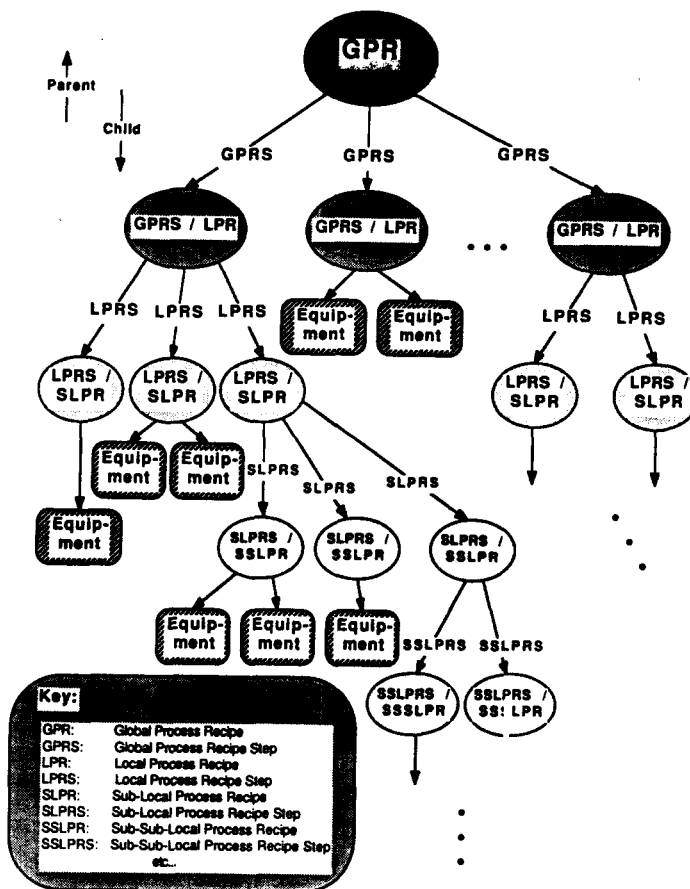 GPR
Parent
Child
GPRS
GPRS
GPRS
GPRS / LPR
GPRS / LPR
• • •
GPRS / LPR
LPRS
LPRS
LPRS
Equip-
ment
Equip-
ment
LPRS
LPRS
LPRS /
SLPR
LPRS /
SLPR
LPRS /
SLPR
LPRS /
SLPR
LPRS /
SLPR
Equip-
ment
Equip-
ment
SLPRS
SLPRS
SLPRS
Equip-
ment
SLPRS /
SSLPR
SLPRS /
SSLPR
SLPRS /
SSLPR
Equip-
ment
Equip-
ment
Equip-
ment
SSLPRS
SSLPRS
SSLPRS /
SSSLPR
SSLPRS /
Key:
GPR: Global Process Recipe
GPRS: Global Process Recipe Step
LPR: Local Process Recipe
LPRS: Local Process Recipe Step
SLPR: Sub-Local Process Recipe
SLPRS: Sub-Local Process Recipe Step
SSLPR: Sub-Sub-Local Process Recipe
SSLPRS: Sub-Sub-Local Process Recipe Step
etc...